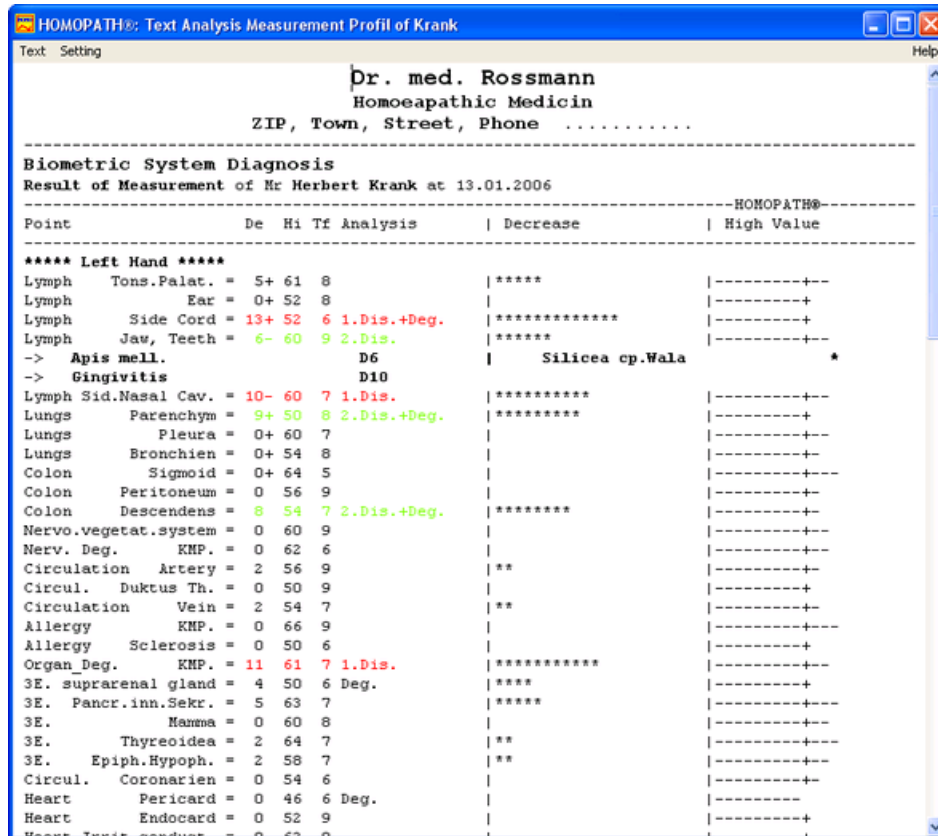 HOMOPATH®: Text Analysis Measurement Profil of Krank
Text Setting Help
Dr. med. Rossmann
Homoeapathic Medicin
ZIP, Town, Street, Phone ...........
Biometric System Diagnosis
Result of Measurement of Mr Herbert Krank at 13.01.2006
HOMOPATH®
Point De Hi Tf Analysis | Decrease | High Value
***** Left Hand *****
Lymph Tons.Palat. = 5+ 61 8 |***** |---------+--
Lymph Ear = 0+ 52 8 | |---------+
Lymph Side Cord = 13+ 52 6 1.Dis.+Deg. |************* |---------+
Lymph Jaw, Teeth = 6- 60 9 2.Dis. |****** |---------+--
-> Apis mell. D6 | Silicea cp.Wala *
-> Gingivitis D10
Lymph Sid.Nasal Cav. = 10- 60 7 1.Dis. |********** |---------+--
Lungs Parenchym = 9+ 50 8 2.Dis.+Deg. |********* |---------+
Lungs Pleura = 0+ 60 7 | |---------+--
Lungs Bronchien = 0+ 54 8 | |---------+-
Colon Sigmoid = 0+ 64 5 | |---------+---
Colon Peritoneum = 0 56 9 | |---------+-
Colon Descendens = 8 54 7 2.Dis.+Deg. |******** |---------+-
Nervo.vegetat.system = 0 60 9 | |---------+--
Nerv. Deg. KMP. = 0 62 6 | |---------+--
Circulation Artery = 2 56 9 |** |---------+-
Circul. Duktus Th. = 0 50 9 | |---------+
Circulation Vein = 2 54 7 |** |---------+-
Allergy KMP. = 0 66 9 | |---------+---
Allergy Sclerosis = 0 50 6 | |---------+
Organ_Deg. KMP. = 11 61 7 1.Dis. |*********** |---------+--
3E. suprarenal gland = 4 50 6 Deg. |**** |---------+
3E. Pancr.inn.Sekr. = 5 63 7 |***** |---------+---
3E. Mamma = 0 60 8 | |---------+--
3E. Thyreoidea = 2 64 7 |** |---------+---
3E. Epiph.Hypoph. = 2 58 7 |** |---------+--
Circul. Coronarien = 0 54 6 | |---------+-
Heart Pericard = 0 46 6 Deg. | |---------
Heart Endocard = 0 52 9 | |---------+